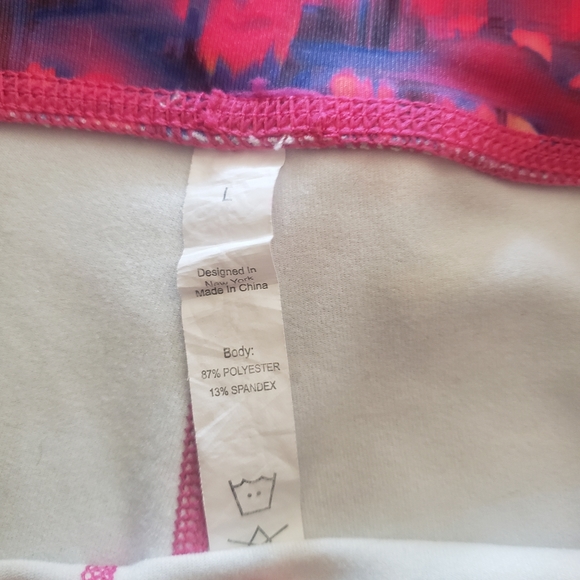 L
Designed In
New York
Made In China
Body:
87% POLYESTER
13% SPANDEX